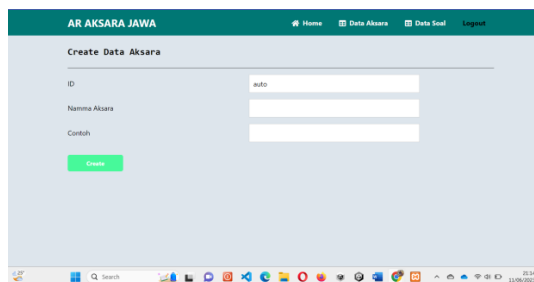 AR AKSARA JAWA Home Data Aksara Data Soal Logout
Create Data Aksara
ID auto
Namma Aksara
Contoh
Create
Search